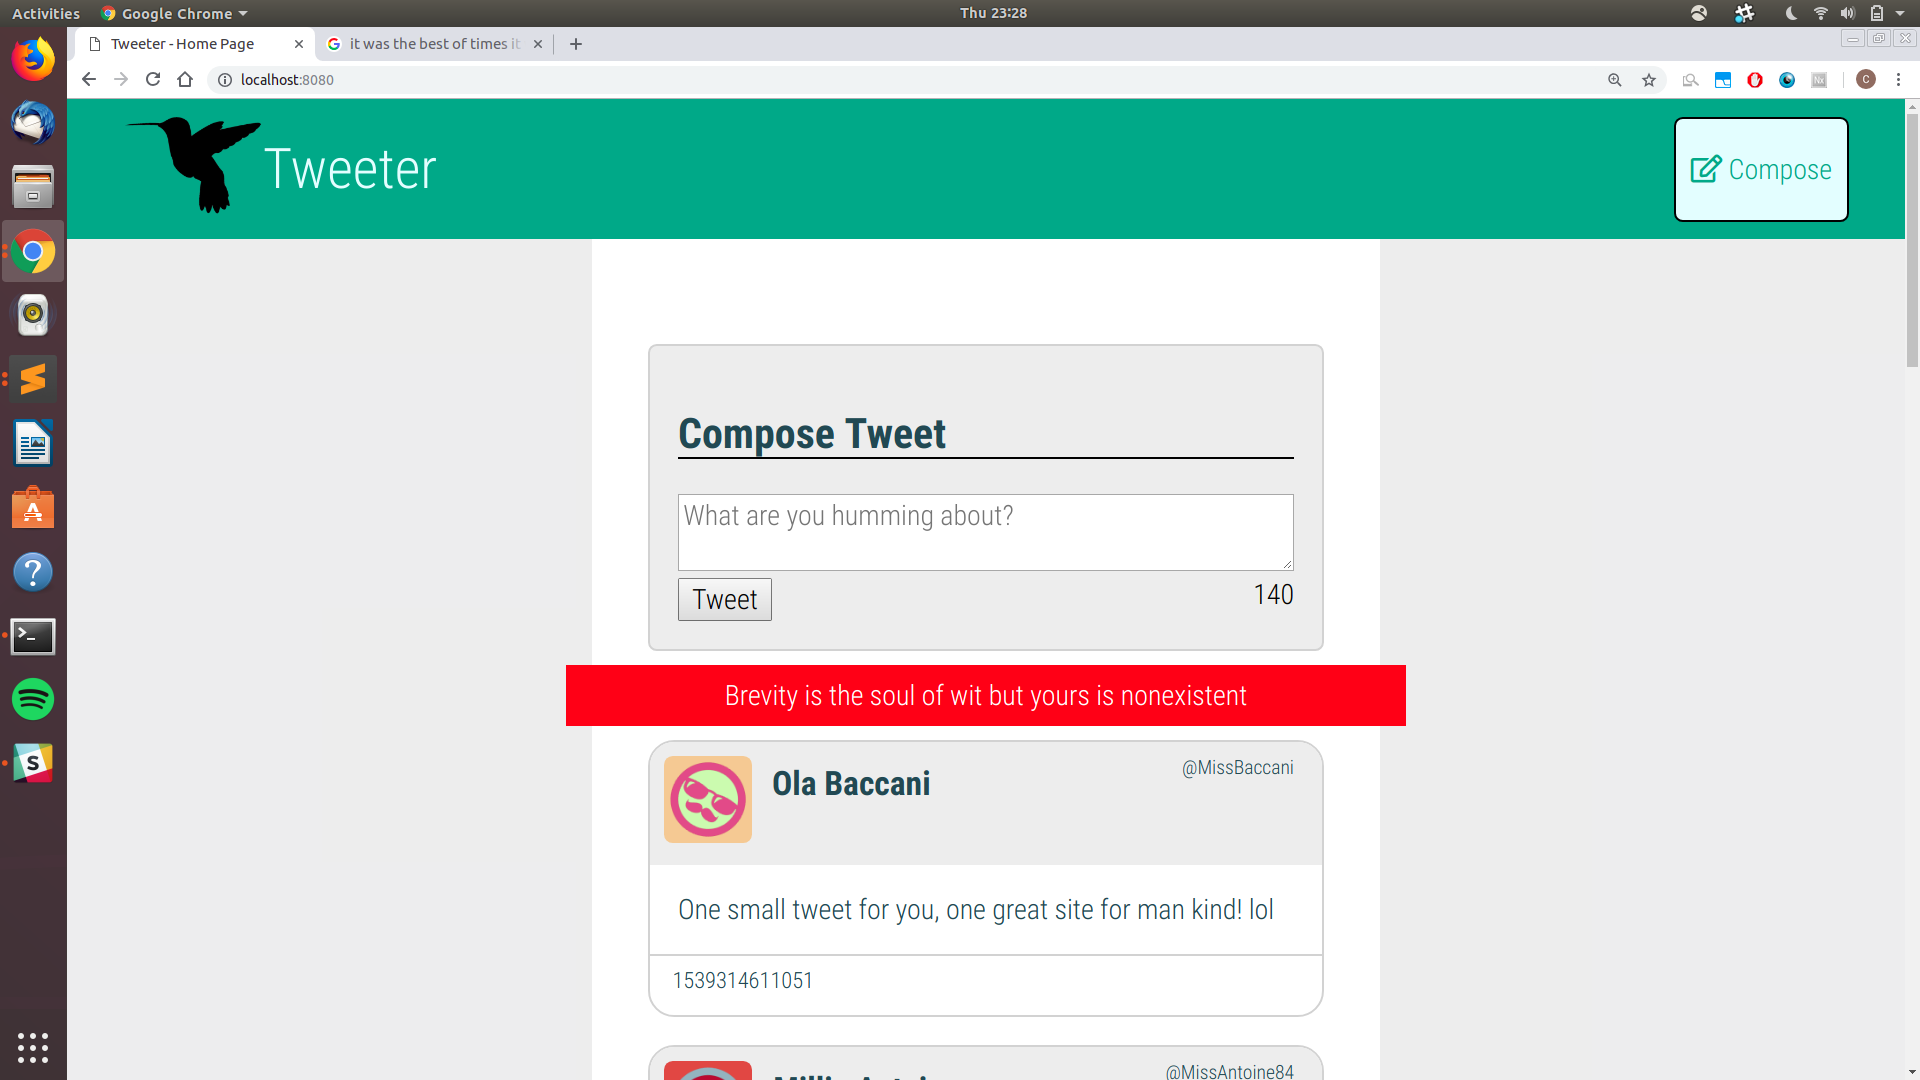 Activities Google Chrome Thu 23:28
Tweeter - Home Page it was the best of times it
localhost:8080
Tweeter
Compose
Compose Tweet
What are you humming about?
Tweet 140
Brevity is the soul of wit but yours is nonexistent
Ola Baccani @MissBaccani
One small tweet for you, one great site for man kind! lol
1539314611051
@MissAntoine84